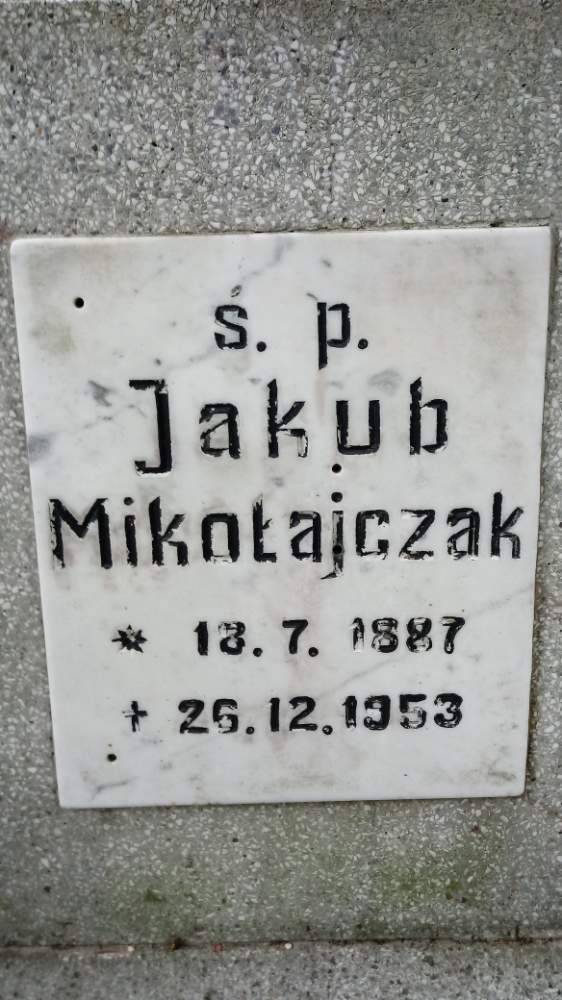 ś. p.
Jakub
Mikołajczak
* 18. 7. 1887
+ 26. 12. 1953